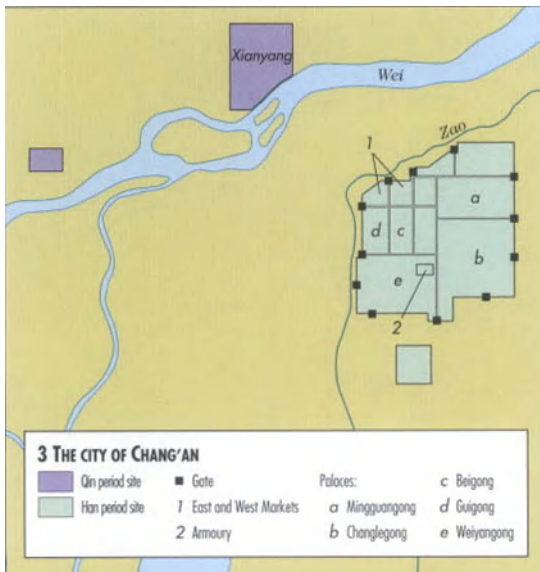 Xianyang
Wei
Zao
1
a
d
c
b
e
2
3 THE CITY OF CHANG'AN
Qin period site
Han period site
Gate
1 East and West Markets
2 Armoury
Palaces:
a Mingguangong
b Changlegong
c Beigong
d Guigong
e Weiyangong